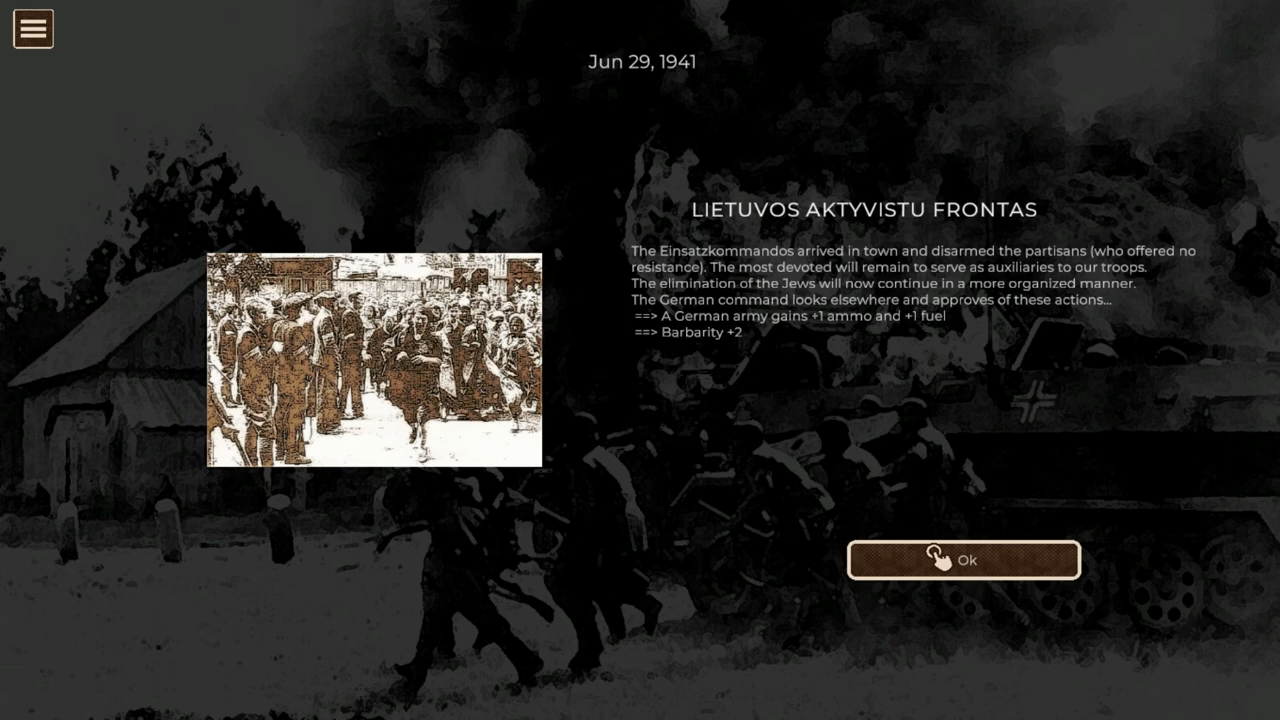 Jun 29, 1941
LIETUVOS AKTYVISTU FRONTAS
The Einsatzkommandos arrived in town and disarmed the partisans (who offered no
resistance). The most devoted will remain to serve as auxiliaries to our troops.
The elimination of the Jews will now continue in a more organized manner.
The German command looks elsewhere and approves of these actions...
==> A German army gains +1 ammo and +1 fuel
==> Barbarity +2
Ok